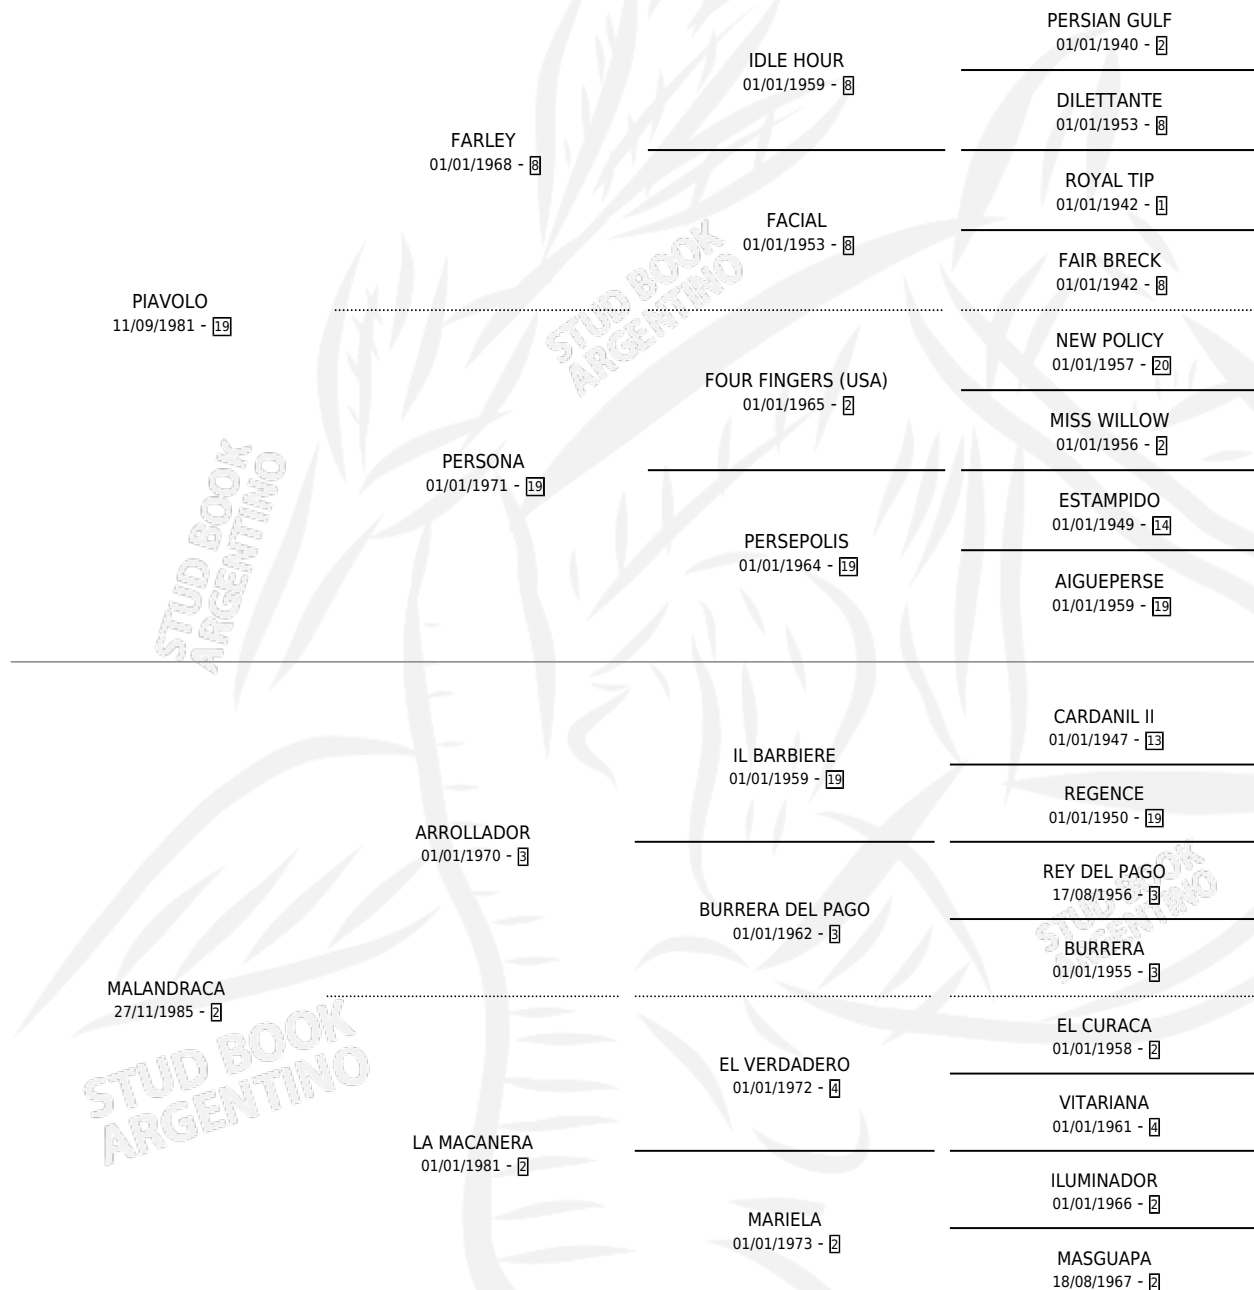 PERSIAN GULF
01/01/1940 - 2
IDLE HOUR
01/01/1959 - 8
DILETTANTE
01/01/1953 - 8
FARLEY
01/01/1968 - 8
ROYAL TIP
01/01/1942 - 1
FACIAL
01/01/1953 - 8
FAIR BRECK
01/01/1942 - 8
PIAVOLO
11/09/1981 - 19
NEW POLICY
01/01/1957 - 20
FOUR FINGERS (USA)
01/01/1965 - 2
MISS WILLOW
01/01/1956 - 2
PERSONA
01/01/1971 - 19
ESTAMPIDO
01/01/1949 - 14
PERSEPOLIS
01/01/1964 - 19
AIGUEPERSE
01/01/1959 - 19
CARDANIL II
01/01/1947 - 13
IL BARBIERE
01/01/1959 - 19
REGENCE
01/01/1950 - 19
ARROLLADOR
01/01/1970 - 3
REY DEL PAGO
17/08/1956 - 3
BURRERA DEL PAGO
01/01/1962 - 3
BURRERA
01/01/1955 - 3
MALANDRACA
27/11/1985 - 2
EL CURACA
01/01/1958 - 2
EL VERDADERO
01/01/1972 - 4
VITARIANA
01/01/1961 - 4
LA MACANERA
01/01/1981 - 2
ILUMINADOR
01/01/1966 - 2
MARIELA
01/01/1973 - 2
MASGUAPA
18/08/1967 - 2
STUD BOOK
ARGENTINO
STUD BOOK
ARGENTINO
STUD BOOK
ARGENTINO
STUD BOOK
ARGENTINO